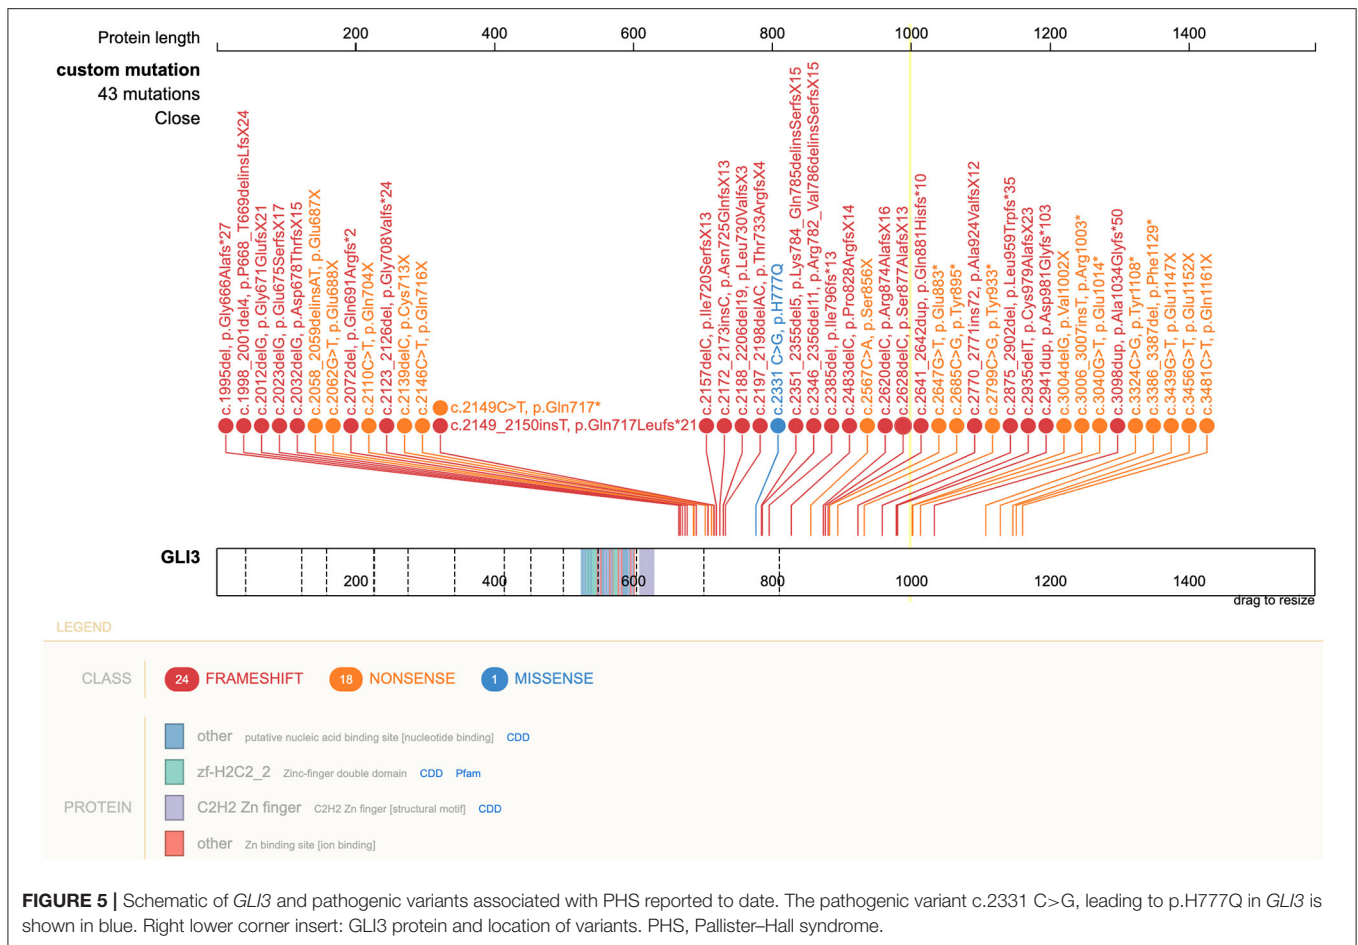 Protein length
200
400
600
800
1000
1200
1400
custom mutation
43 mutations
Close
c.1995del, p.Gly666Alafs*27
c.1998_2001del4, p.P668_T669delinsLfsX24
c.2012delG, p.Gly671GlufsX21
c.2023delG, p.Glu675SerfsX17
c.2032delG, p.Asp678ThrfsX15
c.2058_2059delinsAT, p.Glu687X
c.2062G>T, p.Glu688X
c.2072del, p.Gln691Argfs*2
c.2110C>T, p.Gln704X
c.2123_2126del, p.Gly708Valfs*24
c.2139delC, p.Cys713X
c.2146C>T, p.Gln716X
c.2149C>T, p.Gln717*
c.2149_2150insT, p.Gln717Leufs*21
c.2157delC, p.Ile720SerfsX13
c.2172_2173insC, p.Asn725GlnfsX13
c.2188_2206del19, p.Leu730ValfsX3
c.2197_2198delAC, p.Thr733ArgfsX4
c.2331 C>G, p.H777Q
c.2351_2355del5, p.Lys784_Gln785delinsSerfsX15
c.2346_2356del11, p.Arg782_Val786delinsSerfsX15
c.2385del, p.Ile796fs*13
c.2483delC, p.Pro828ArgfsX14
c.2567C>A, p.Ser856X
c.2620delC, p.Arg874AlafsX16
c.2628delC, p.Ser877AlafsX13
c.2641_2642dup, p.Gln881Hisfs*10
c.2647G>T, p.Glu883*
c.2685C>G, p.Tyr895*
c.2799C>G, p.Tyr933*
c.2770_2771ins72, p.Ala924ValfsX12
c.2875_2902del, p.Leu959Trpfs*35
c.2935delT, p.Cys979AlafsX23
c.2941dup, p.Asp981Glyfs*103
c.3004delG, p.Val1002X
c.3006_3007insT, p.Arg1003*
c.3040G>T, p.Glu1014*
c.3098dup, p.Ala1034Glyfs*50
c.3324C>G, p.Tyr1108*
c.3386_3387del, p.Phe1129*
c.3439G>T, p.Glu1147X
c.3456G>T, p.Glu1152X
c.3481C>T, p.Gln1161X
GLI3
200
400
600
800
1000
1200
1400
drag to resize
LEGEND
CLASS
24 FRAMESHIFT
18 NONSENSE
1 MISSENSE
PROTEIN
other putative nucleic acid binding site [nucleotide binding] CDD
zf-H2C2_2 Zinc-finger double domain CDD Pfam
C2H2 Zn finger C2H2 Zn finger [structural motif] CDD
other Zn binding site [ion binding]
FIGURE 5 | Schematic of GLI3 and pathogenic variants associated with PHS reported to date. The pathogenic variant c.2331 C>G, leading to p.H777Q in GLI3 is
shown in blue. Right lower corner insert: GLI3 protein and location of variants. PHS, Pallister–Hall syndrome.